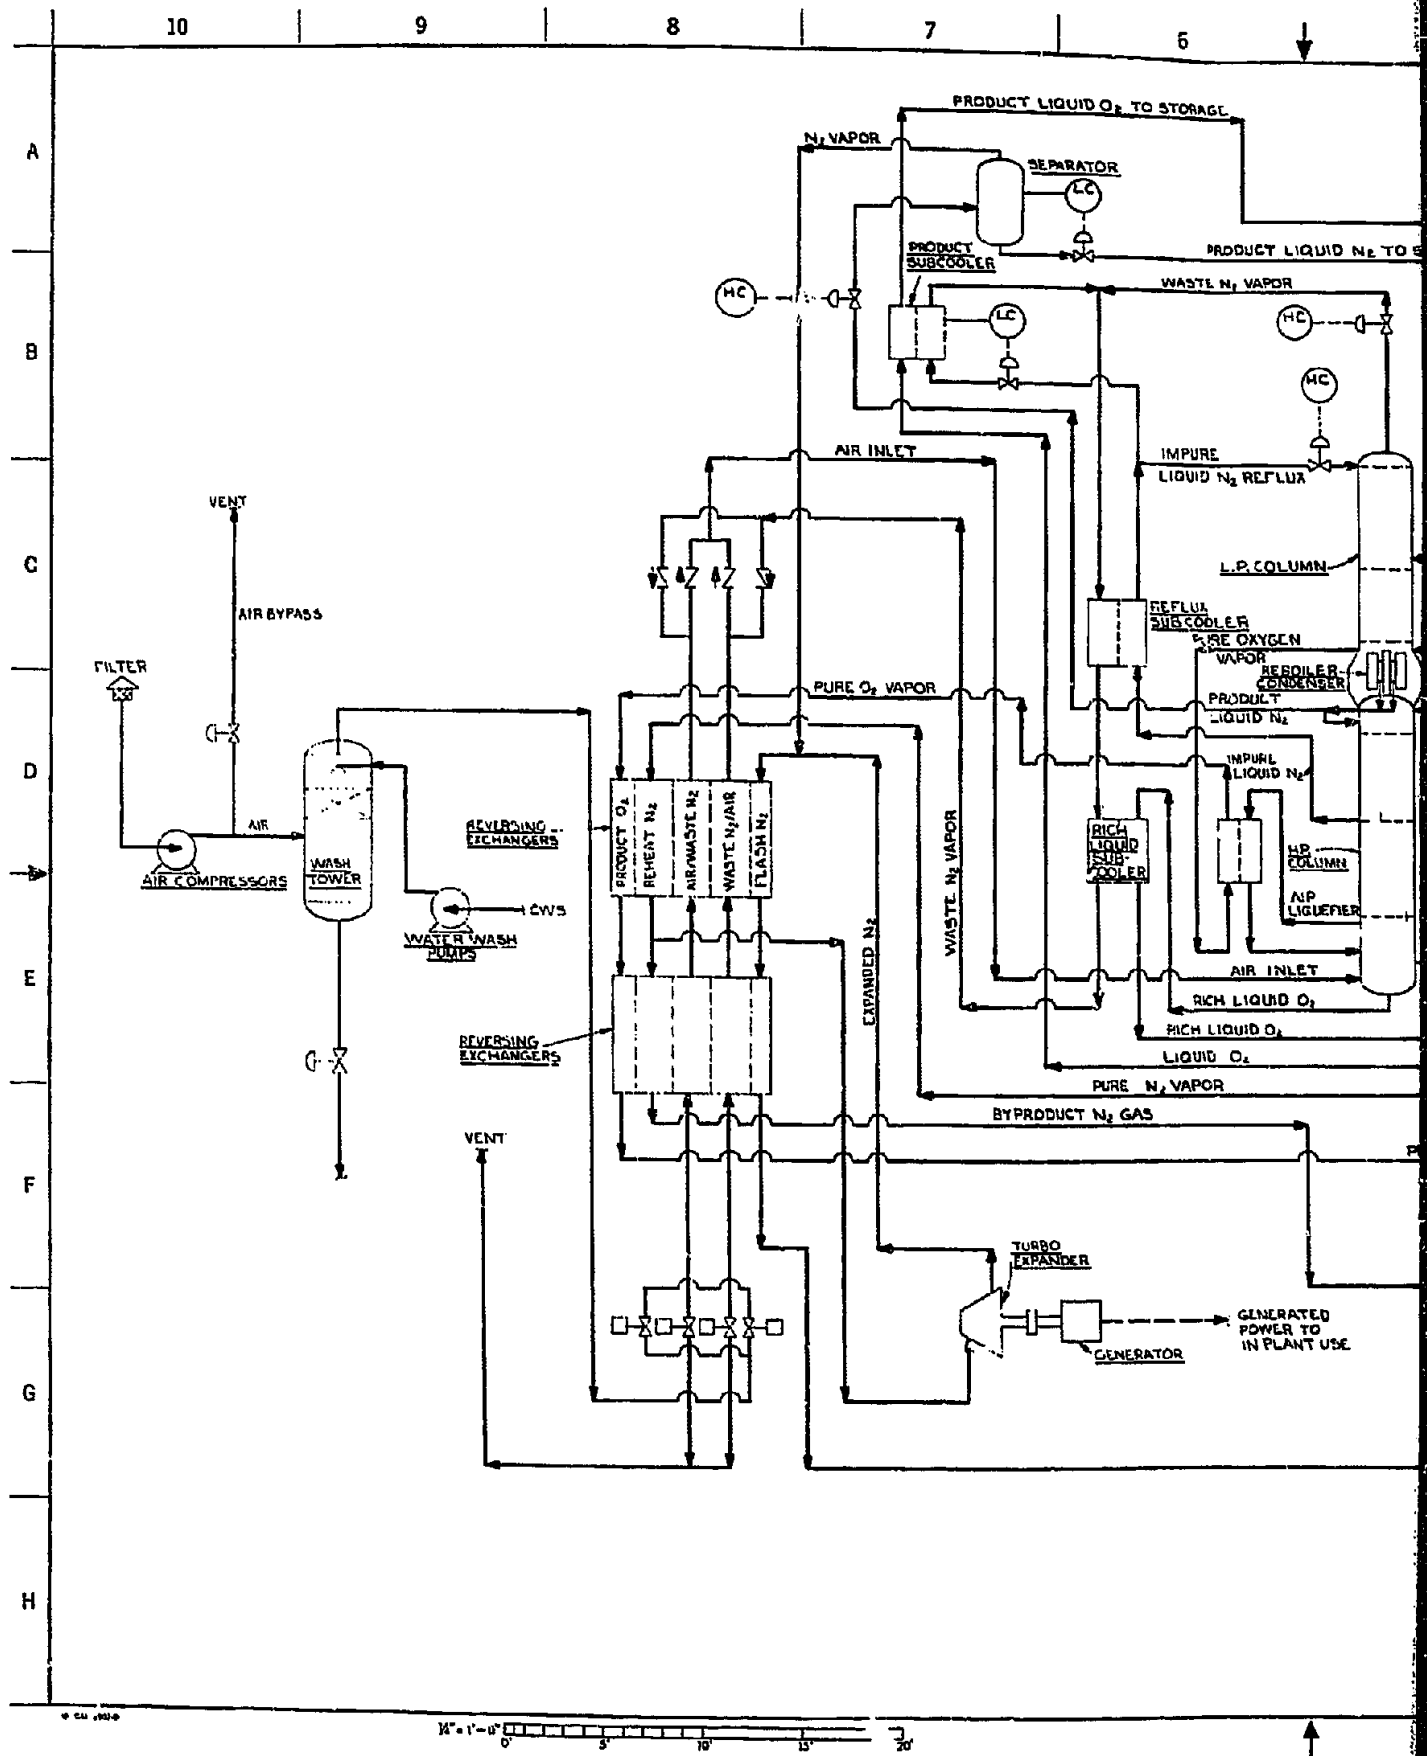 10
9
8
7
6
A
B
C
D
E
F
G
H
PRODUCT LIQUID O2 TO STORAGE
N2 VAPOR
SEPARATOR
LC
PRODUCT LIQUID N2 TO
PRODUCT
SUBCOOLER
WASTE N2 VAPOR
HC
LC
HC
HC
AIR INLET
IMPURE
LIQUID N2 REFLUX
VENT
L.P. COLUMN
AIR BYPASS
REFLUX
SUBCOOLER
PURE OXYGEN
VAPOR
FILTER
REBOILER
CONDENSER
PURE O2 VAPOR
PRODUCT
LIQUID N2
IMPURE
LIQUID N2
REVERSING
EXCHANGERS
PRODUCT O2
REHEAT N2
AIR/WASTE N2
WASTE N2/AIR
FLASH N2
WASTE N2 VAPOR
RICH
LIQUID
SUB-
COOLER
H.P.
COLUMN
AIR
AIR COMPRESSORS
WASH
TOWER
AIR
LIQUEFIER
CWS
WATER WASH
PUMPS
EXPANDED N2
AIR INLET
RICH LIQUID O2
REVERSING
EXCHANGERS
RICH LIQUID O2
LIQUID O2
PURE N2 VAPOR
BYPRODUCT N2 GAS
VENT
TURBO
EXPANDER
GENERATED
POWER TO
IN PLANT USE
GENERATOR
¼" = 1'-0"
0'
5'
10'
15'
20'